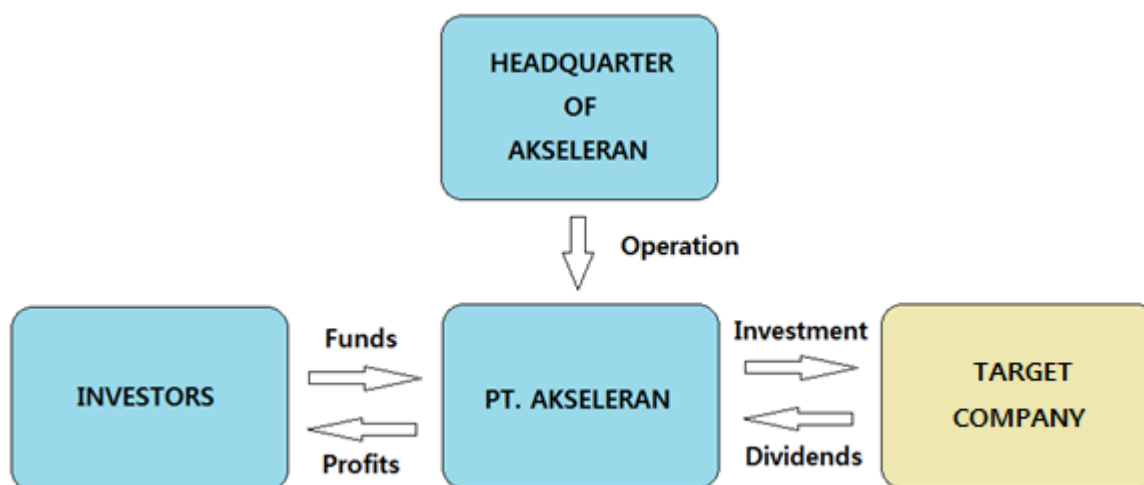 HEADQUARTER
OF
AKSELERAN
Operation
Funds
Investment
INVESTORS
PT. AKSELERAN
TARGET
COMPANY
Profits
Dividends